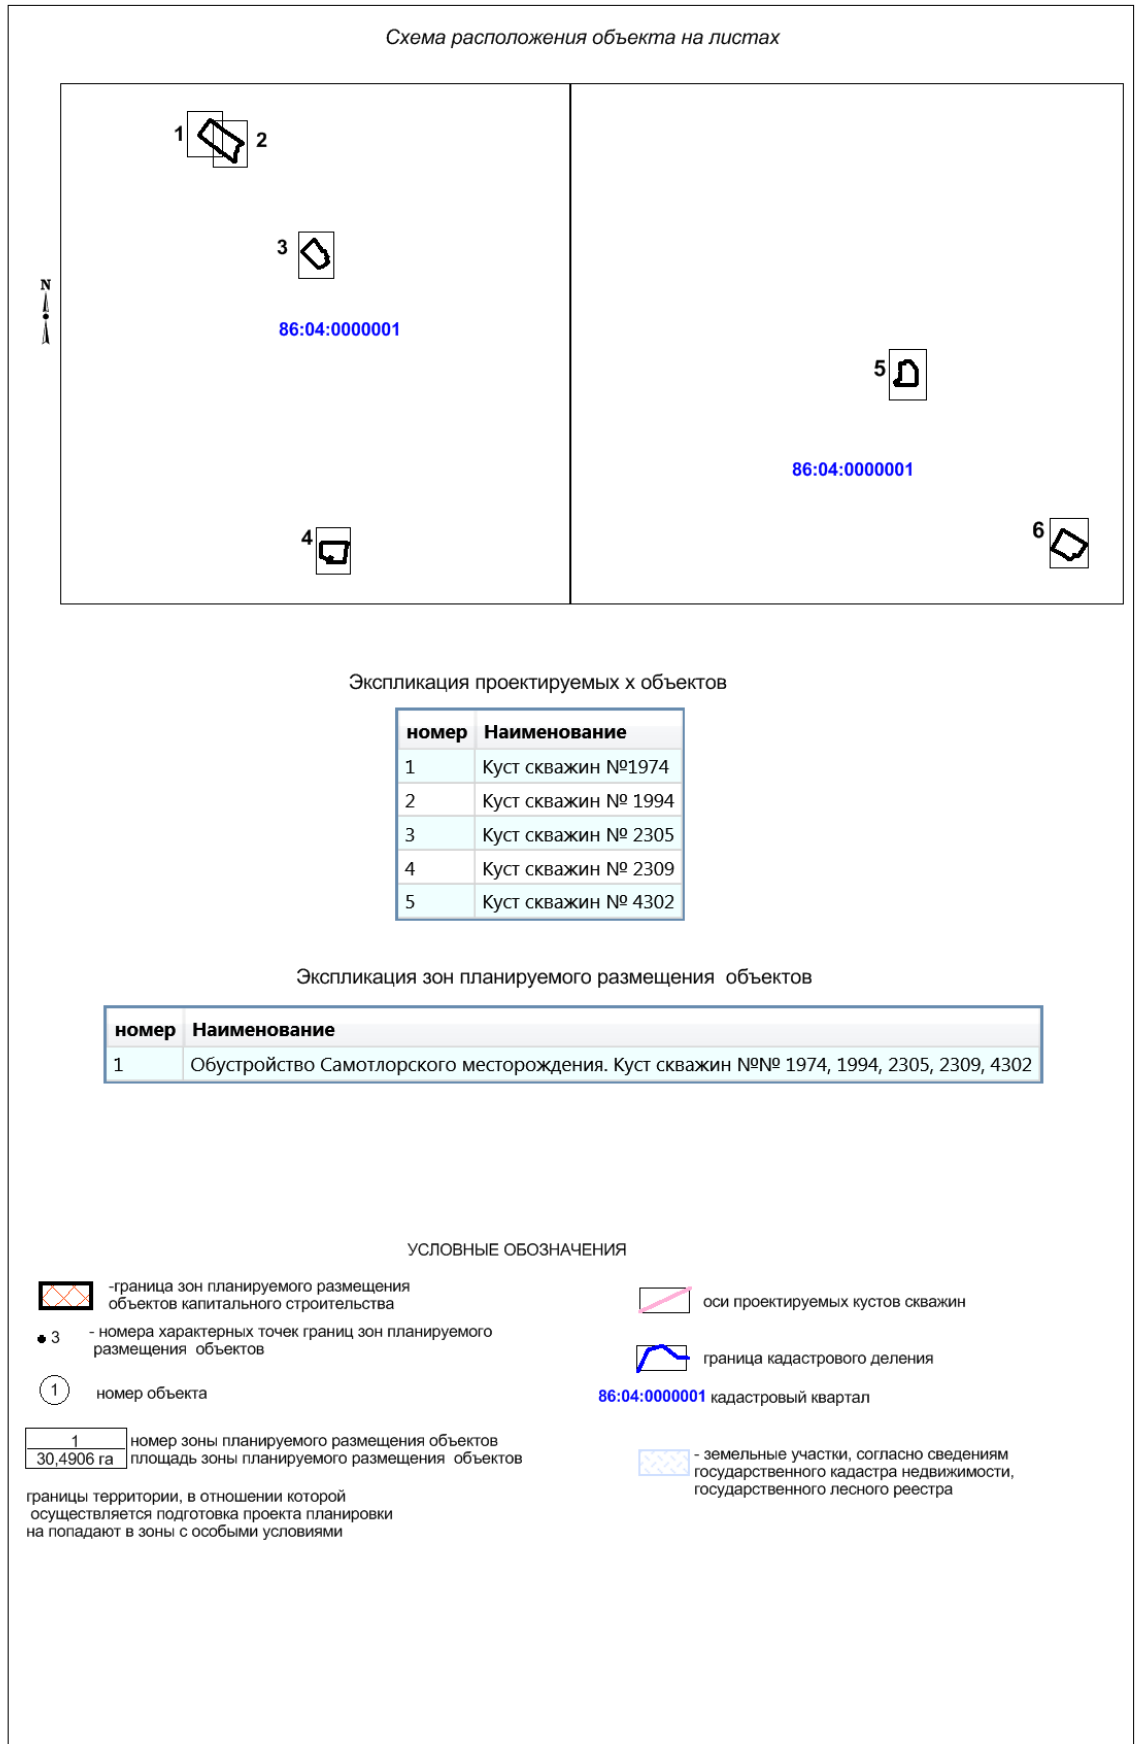 Схема расположения объекта на листах
1
2
3
N
86:04:0000001
5
86:04:0000001
4
6
Экспликация проектируемых х объектов
номер Наименование
1 Куст скважин №1974
2 Куст скважин № 1994
3 Куст скважин № 2305
4 Куст скважин № 2309
5 Куст скважин № 4302
Экспликация зон планируемого размещения объектов
номер Наименование
1 Обустройство Самотлорского месторождения. Куст скважин №№ 1974, 1994, 2305, 2309, 4302
УСЛОВНЫЕ ОБОЗНАЧЕНИЯ
-граница зон планируемого размещения
объектов капитального строительства
3 - номера характерных точек границ зон планируемого
размещения объектов
1 номер объекта
1 номер зоны планируемого размещения объектов
30,4906 га площадь зоны планируемого размещения объектов
границы территории, в отношении которой
осуществляется подготовка проекта планировки
на попадают в зоны с особыми условиями
оси проектируемых кустов скважин
граница кадастрового деления
86:04:0000001 кадастровый квартал
- земельные участки, согласно сведениям
государственного кадастра недвижимости,
государственного лесного реестра